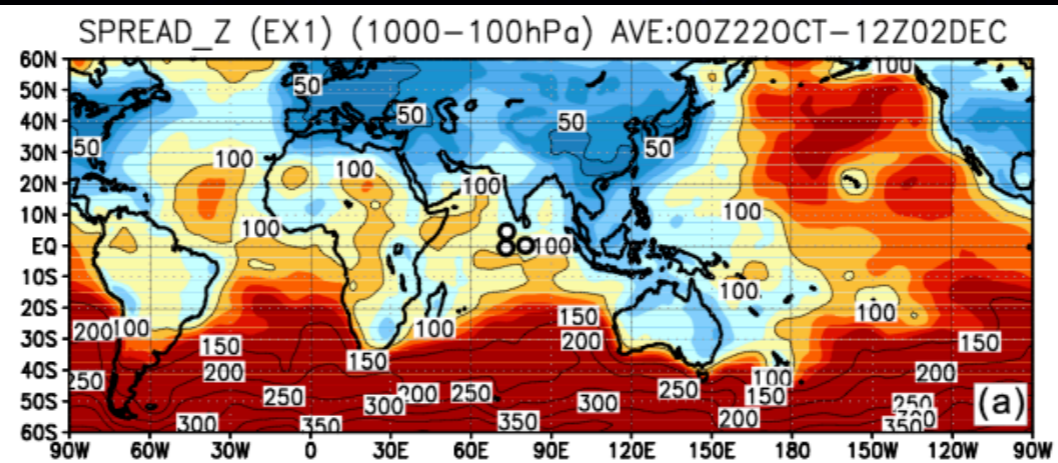 SPREAD_Z (EX1) (1000-100hPa) AVE:00Z22OCT-12Z02DEC
60N 100
50N 50
50
40N 50
50 50
30N
100 100
20N 100
10N 100
100
EQ 100
10S
100
20S
100
150
200 100 100
30S 200
150 150
150
40S
200 100 200
250 250
250 200 250 150
50S 300 300 250
200
300 350 350
60S
(a)
90W 60W 30W 0 30E 60E 90E 120E 150E 180 150W 120W 90W